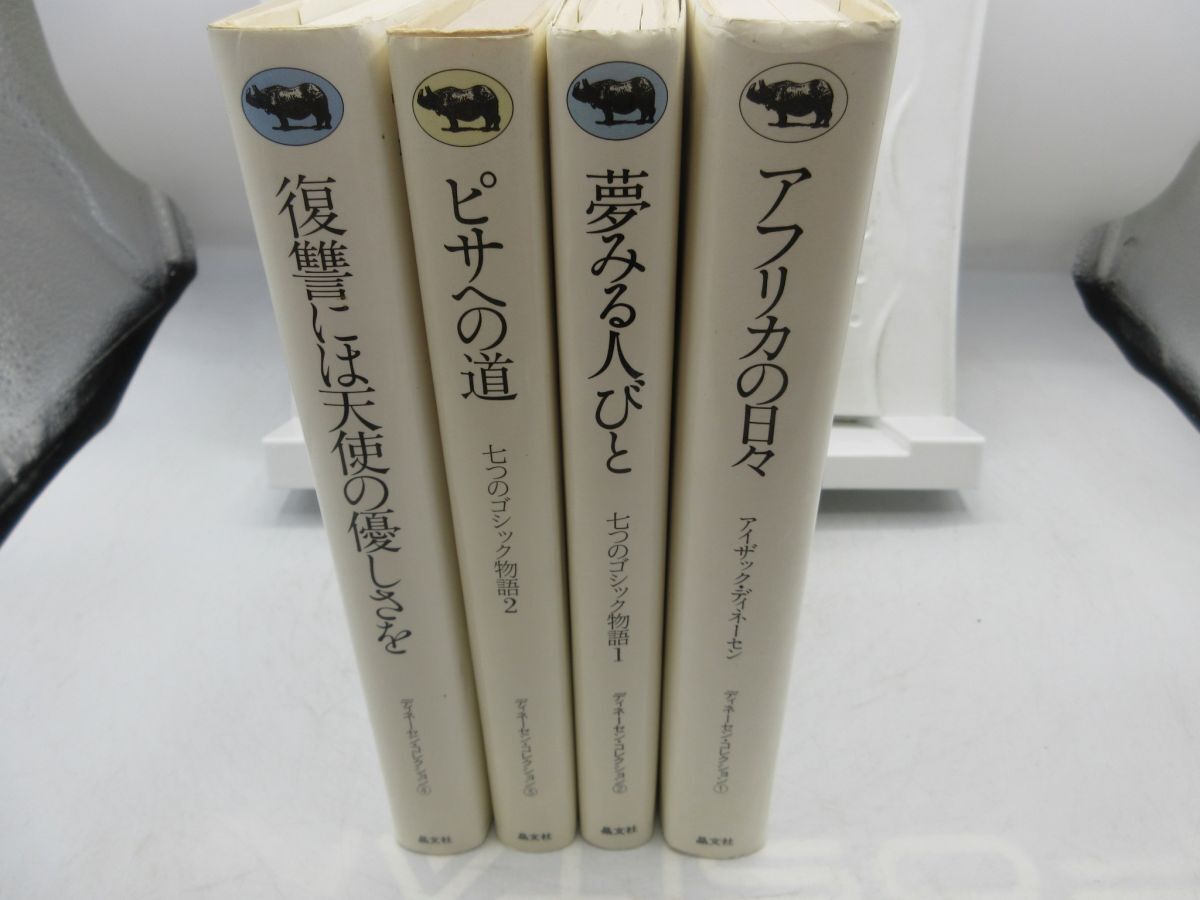 復讐には天使の優しさを
ディネーセン・コレクション④
晶文社
ピサへの道
七つのゴシック物語2
ディネーセン・コレクション③
晶文社
夢みる人びと
七つのゴシック物語1
ディネーセン・コレクション②
晶文社
アフリカの日々
アイザック・ディネーセン
ディネーセン・コレクション①
晶文社